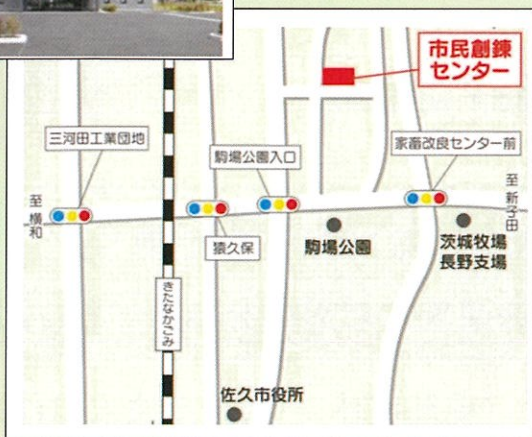 市民創錬
センター
三河田工業団地
駒場公園入口
家畜改良センター前
至横和
至新子田
猿久保
駒場公園
茨城牧場
長野支場
きたなかごみ
佐久市役所